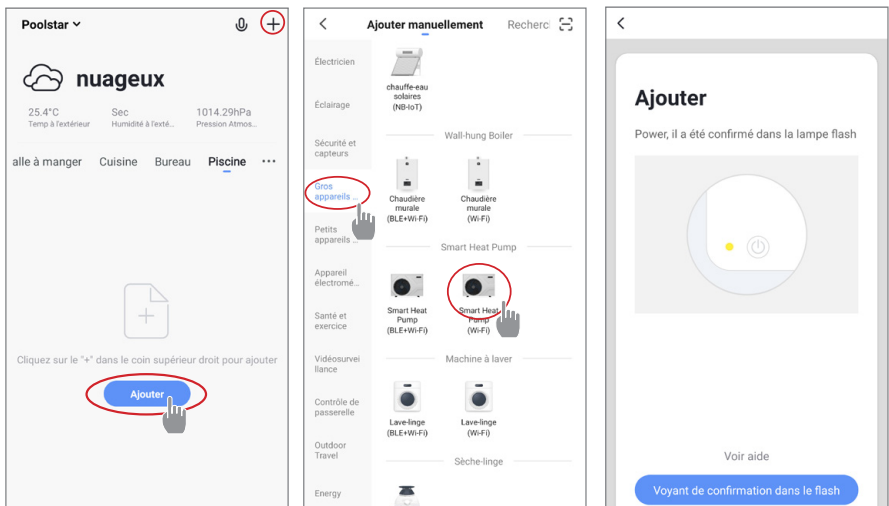 Poolstar
nuageux
25.4°C Sec 1014.29hPa
Temp à l'extérieur Humidité à l'exté... Pression Atmos...
alle à manger Cuisine Bureau Piscine ...
Cliquez sur le "+" dans le coin supérieur droit pour ajouter
Ajouter
Ajouter manuellement Recherc
Électricien
Éclairage
Sécurité et
capteurs
Gros
appareils ...
Petits
appareils ...
Appareil
électromé...
Santé et
exercice
Vidéosurvei
llance
Contrôle de
passerelle
Outdoor
Travel
Energy
chauffe-eau
solaires
(NB-IoT)
Wall-hung Boiler
Chaudière
murale
(BLE+Wi-Fi)
Chaudière
murale
(Wi-Fi)
Smart Heat Pump
Smart Heat
Pump
(BLE+Wi-Fi)
Smart Heat
Pump
(Wi-Fi)
Machine à laver
Lave-linge
(BLE+Wi-Fi)
Lave-linge
(Wi-Fi)
Sèche-linge
Ajouter
Power, il a été confirmé dans la lampe flash
Voir aide
Voyant de confirmation dans le flash